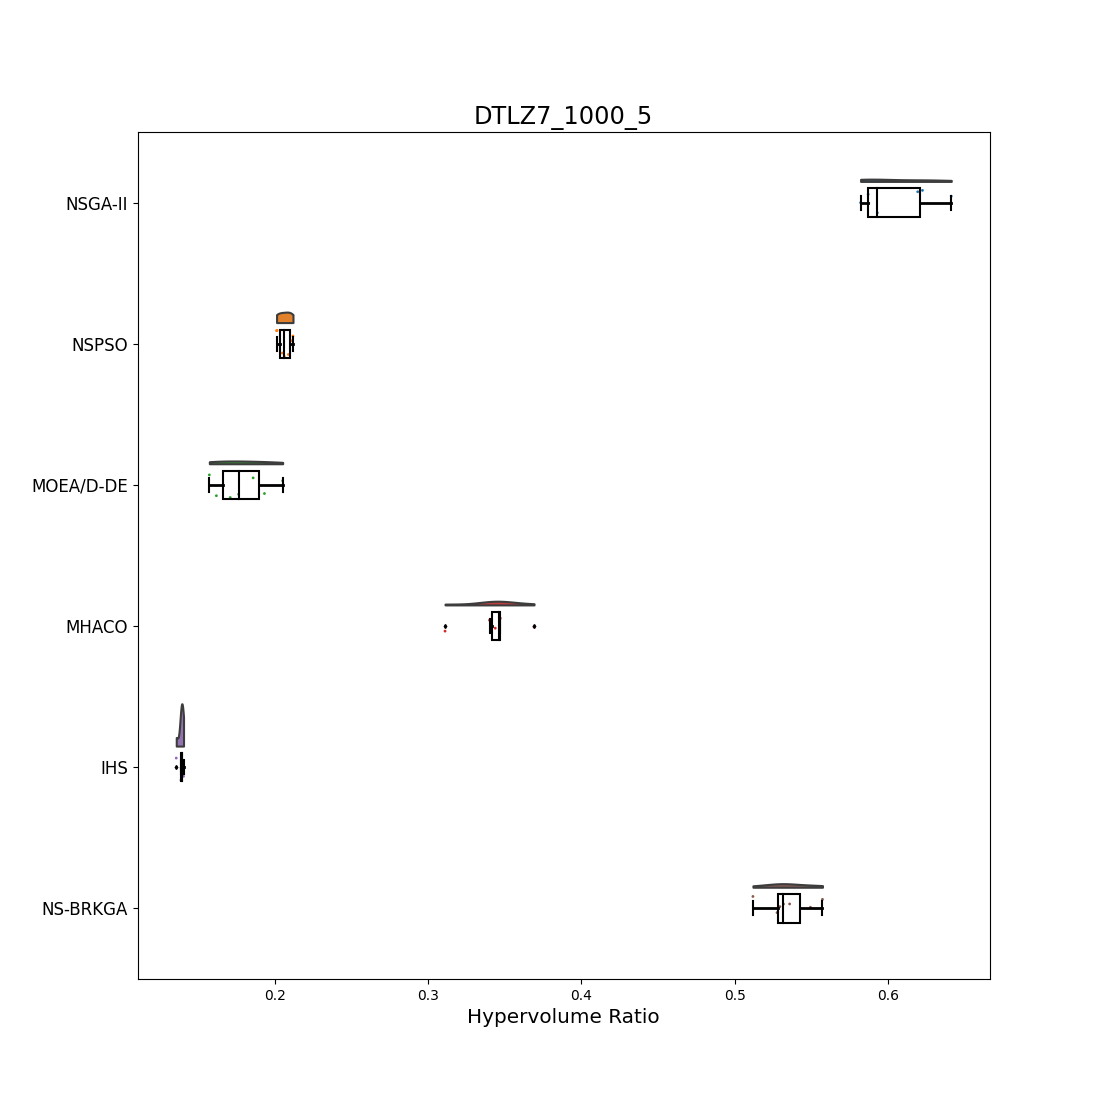 DTLZ7_1000_5
NSGA-II
NSPSO
MOEA/D-DE
MHACO
IHS
NS-BRKGA
0.2 0.3 0.4 0.5 0.6
Hypervolume Ratio